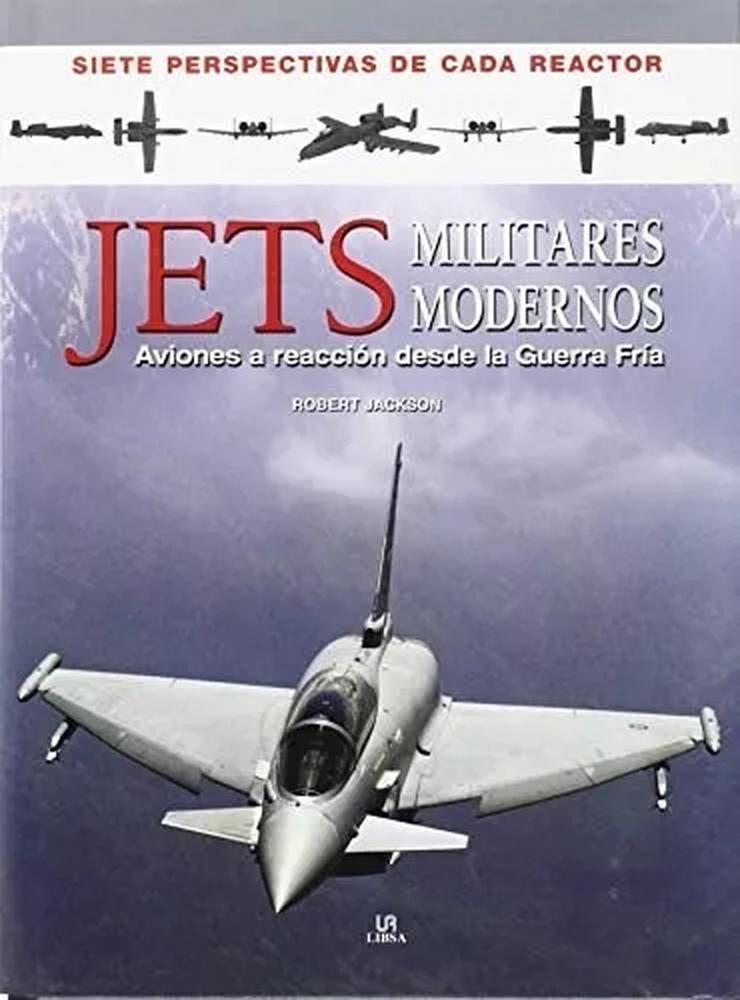 SIETE PERSPECTIVAS DE CADA REACTOR
JETS
MILITARES
MODERNOS
Aviones a reacción desde la Guerra Fría
ROBERT JACKSON
LIBSA